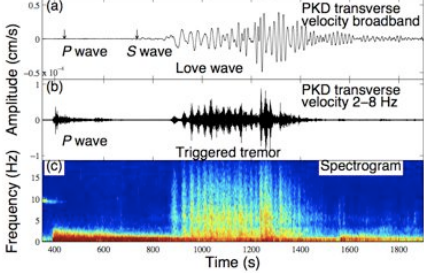 (a)
PKD transverse
velocity broadband
0.5
0
−0.5
P wave
S wave
Love wave
× 10⁻⁴
1
(b)
PKD transverse
velocity 2–8 Hz
0
P wave
−1
Triggered tremor
(c)
Spectrogram
15
10
5
0
400 600 800 1000 1200 1400 1600 1800
Time (s)
Amplitude (cm/s)
Frequency (Hz)